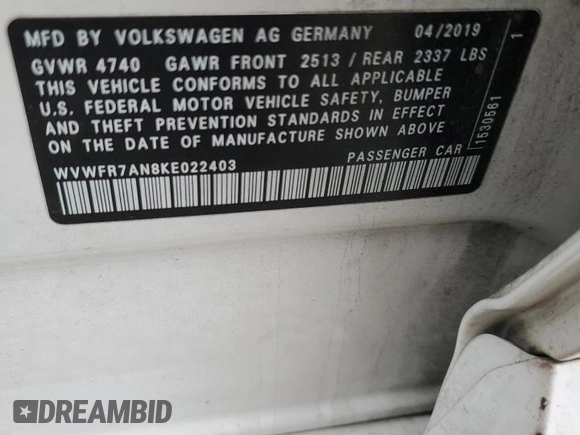 MFD BY VOLKSWAGEN AG GERMANY 04/2019
GVWR 4740 GAWR FRONT 2513 / REAR 2337 LBS
THIS VEHICLE CONFORMS TO ALL APPLICABLE
U.S. FEDERAL MOTOR VEHICLE SAFETY, BUMPER
AND THEFT PREVENTION STANDARDS IN EFFECT
ON THE DATE OF MANUFACTURE SHOWN ABOVE
WVWFR7AN8KE022403 PASSENGER CAR
1530561 1
DREAMBID